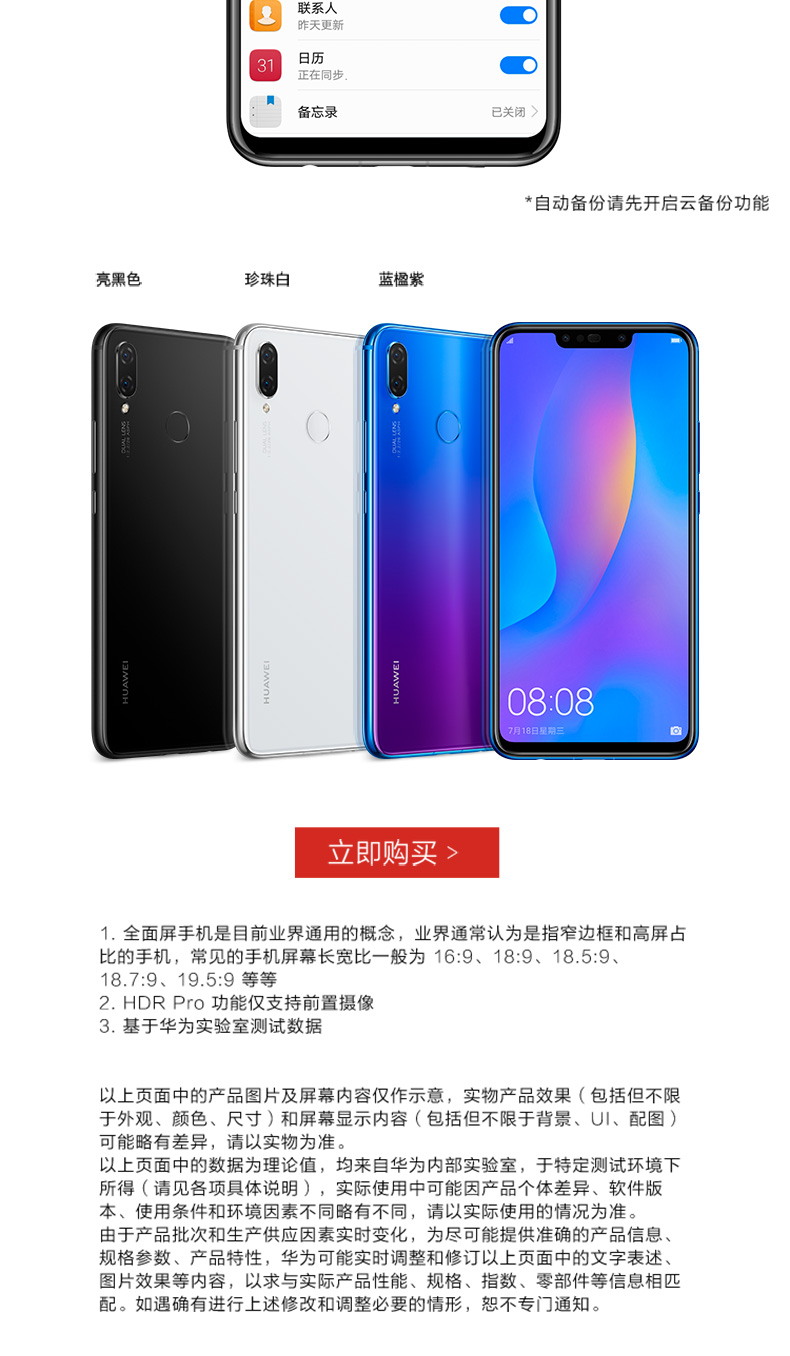 联系人
昨天更新
31
日历
正在同步.
备忘录
已关闭 >
*自动备份请先开启云备份功能
亮黑色
珍珠白
蓝楹紫
DUAL LENS
DUAL LENS
DUAL LENS
HUAWEI
HUAWEI
HUAWEI
08:08
7月18日星期三
立即购买 >
1. 全面屏手机是目前业界通用的概念，业界通常认为是指窄边框和高屏占
比的手机，常见的手机屏幕长宽比一般为 16:9、18:9、18.5:9、
18.7:9、19.5:9 等等
2. HDR Pro 功能仅支持前置摄像
3. 基于华为实验室测试数据
以上页面中的产品图片及屏幕内容仅作示意，实物产品效果（包括但不限
于外观、颜色、尺寸）和屏幕显示内容（包括但不限于背景、UI、配图）
可能略有差异，请以实物为准。
以上页面中的数据为理论值，均来自华为内部实验室，于特定测试环境下
所得（请见各项具体说明），实际使用中可能因产品个体差异、软件版
本、使用条件和环境因素不同略有不同，请以实际使用的情况为准。
由于产品批次和生产供应因素实时变化，为尽可能提供准确的产品信息、
规格参数、产品特性，华为可能实时调整和修订以上页面中的文字表述、
图片效果等内容，以求与实际产品性能、规格、指数、零部件等信息相匹
配。如遇确有进行上述修改和调整必要的情形，恕不专门通知。